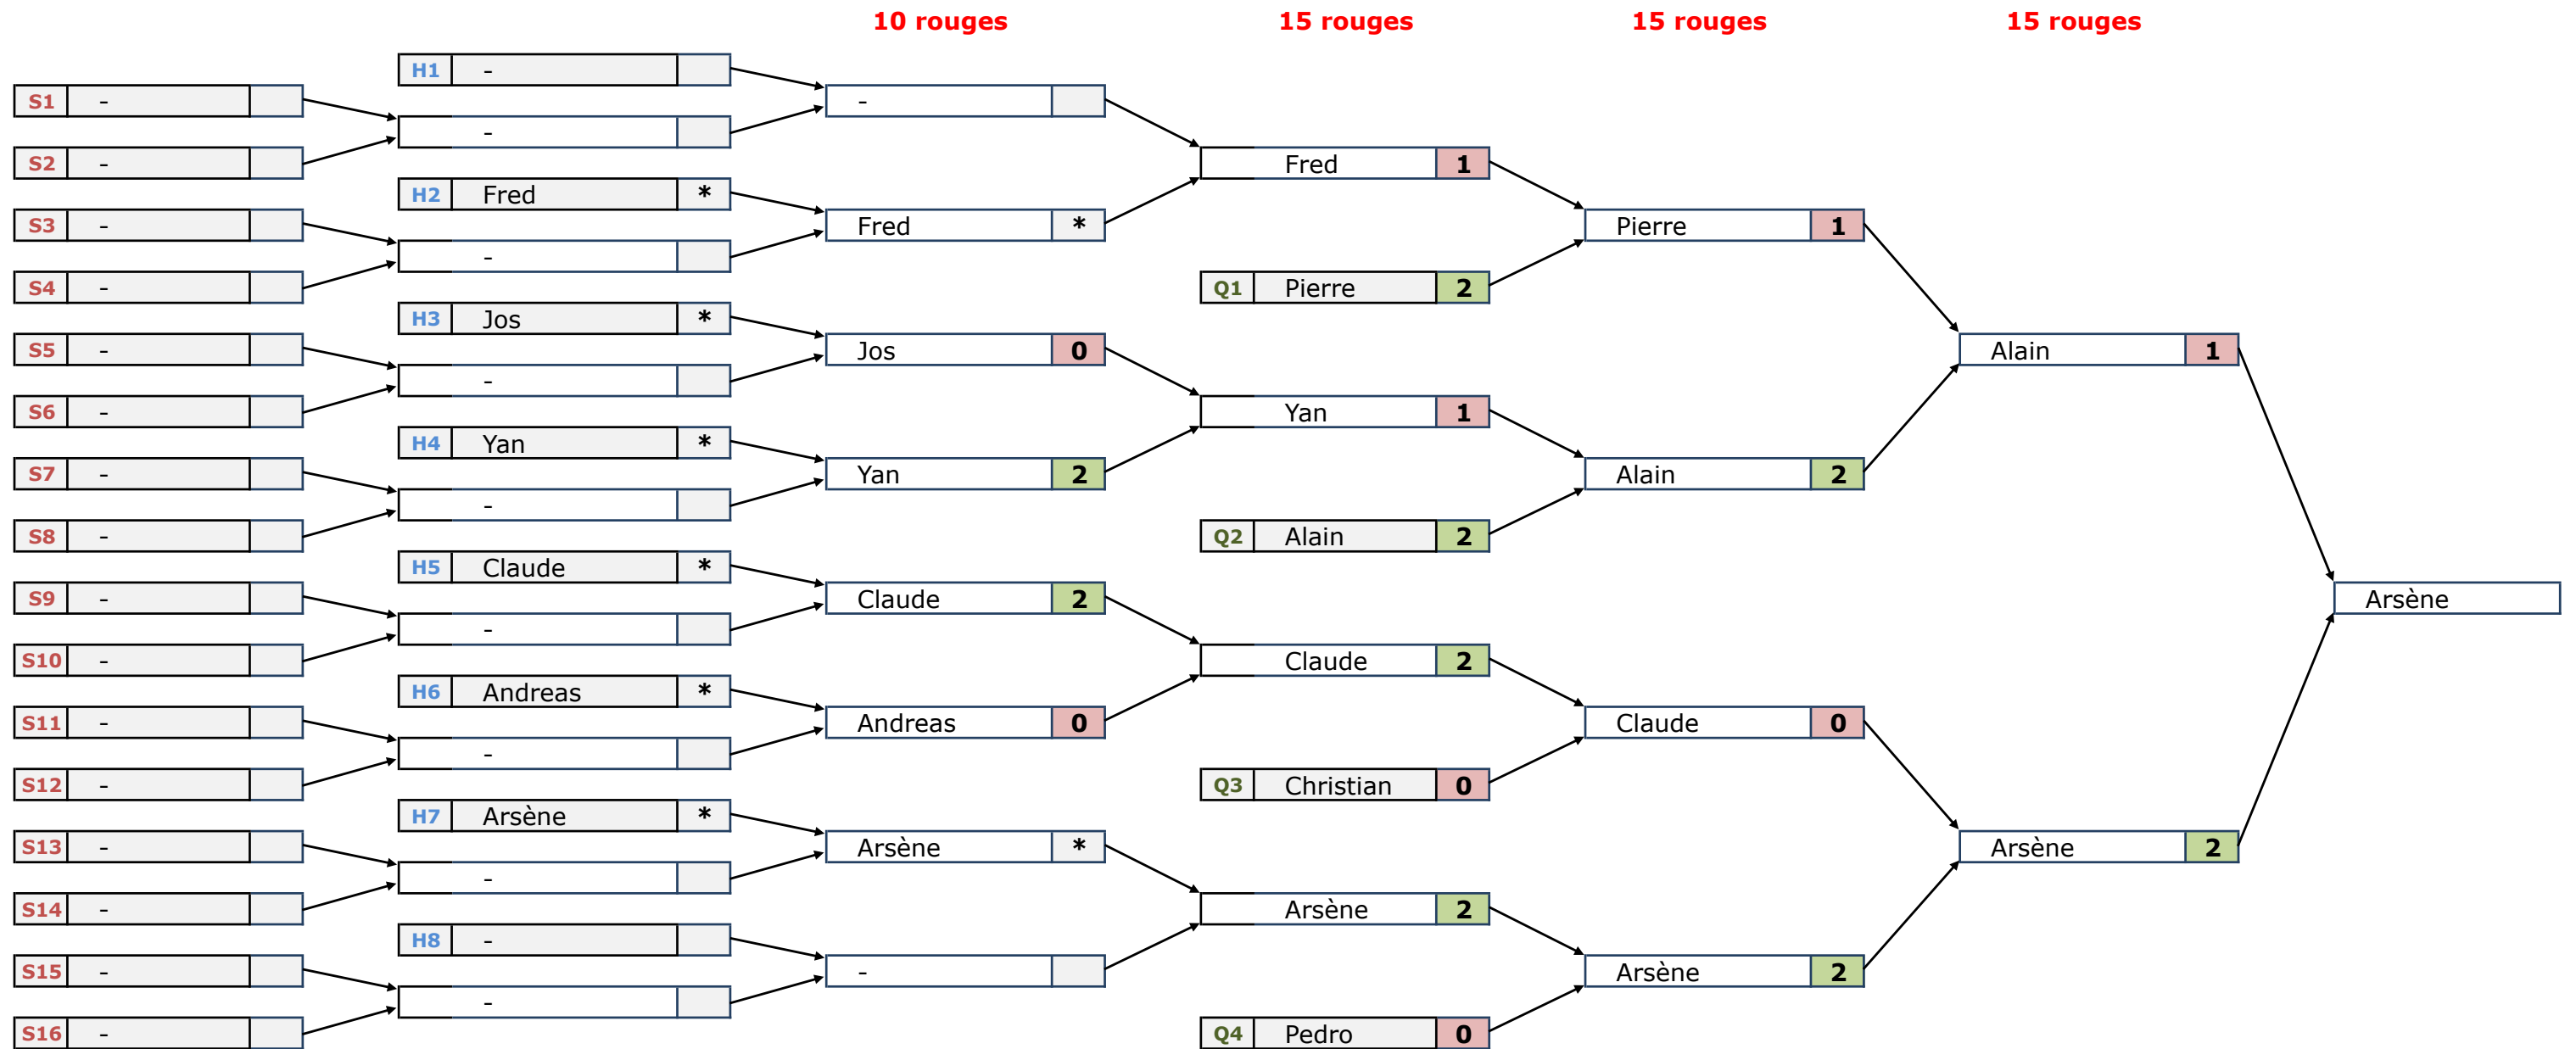 10 rouges 15 rouges 15 rouges 15 rouges
H1 -
S1 - -
-
S2 - Fred 1
H2 Fred *
S3 - Fred * Pierre 1
-
S4 - Q1 Pierre 2
H3 Jos *
S5 - Jos 0 Alain 1
-
S6 - Yan 1
H4 Yan *
S7 - Yan 2 Alain 2
-
S8 - Q2 Alain 2
H5 Claude *
S9 - Claude 2 Arsène
-
S10 - Claude 2
H6 Andreas *
S11 - Andreas 0 Claude 0
-
S12 - Q3 Christian 0
H7 Arsène *
S13 - Arsène * Arsène 2
-
S14 - Arsène 2
H8 -
S15 - - Arsène 2
-
S16 - Q4 Pedro 0